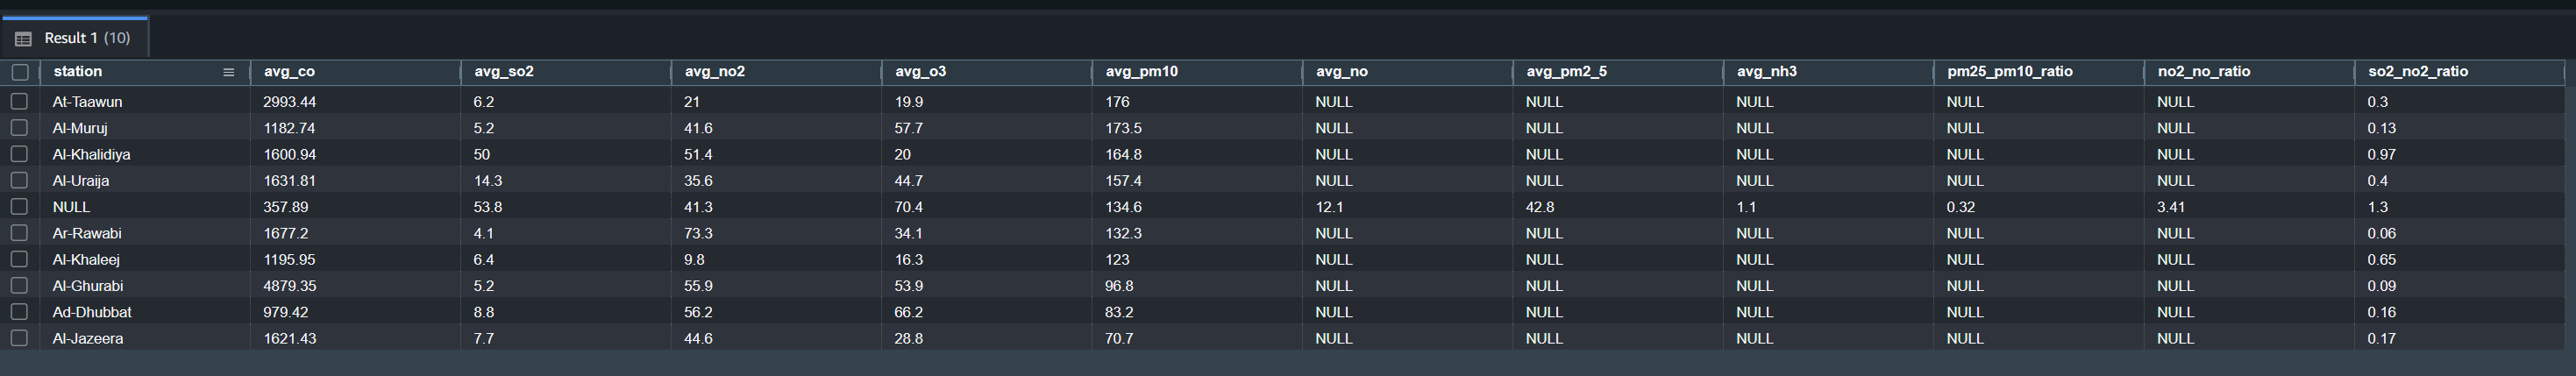 Result 1 (10)
station avg_co avg_so2 avg_no2 avg_o3 avg_pm10 avg_no avg_pm2_5 avg_nh3 pm25_pm10_ratio no2_no_ratio so2_no2_ratio
At-Taawun 2993.44 6.2 21 19.9 176 NULL NULL NULL NULL NULL 0.3
Al-Muruj 1182.74 5.2 41.6 57.7 173.5 NULL NULL NULL NULL NULL 0.13
Al-Khalidiya 1600.94 50 51.4 20 164.8 NULL NULL NULL NULL NULL 0.97
Al-Uraija 1631.81 14.3 35.6 44.7 157.4 NULL NULL NULL NULL NULL 0.4
NULL 357.89 53.8 41.3 70.4 134.6 12.1 42.8 1.1 0.32 3.41 1.3
Ar-Rawabi 1677.2 4.1 73.3 34.1 132.3 NULL NULL NULL NULL NULL 0.06
Al-Khaleej 1195.95 6.4 9.8 16.3 123 NULL NULL NULL NULL NULL 0.65
Al-Ghurabi 4879.35 5.2 55.9 53.9 96.8 NULL NULL NULL NULL NULL 0.09
Ad-Dhubbat 979.42 8.8 56.2 66.2 83.2 NULL NULL NULL NULL NULL 0.16
Al-Jazeera 1621.43 7.7 44.6 28.8 70.7 NULL NULL NULL NULL NULL 0.17